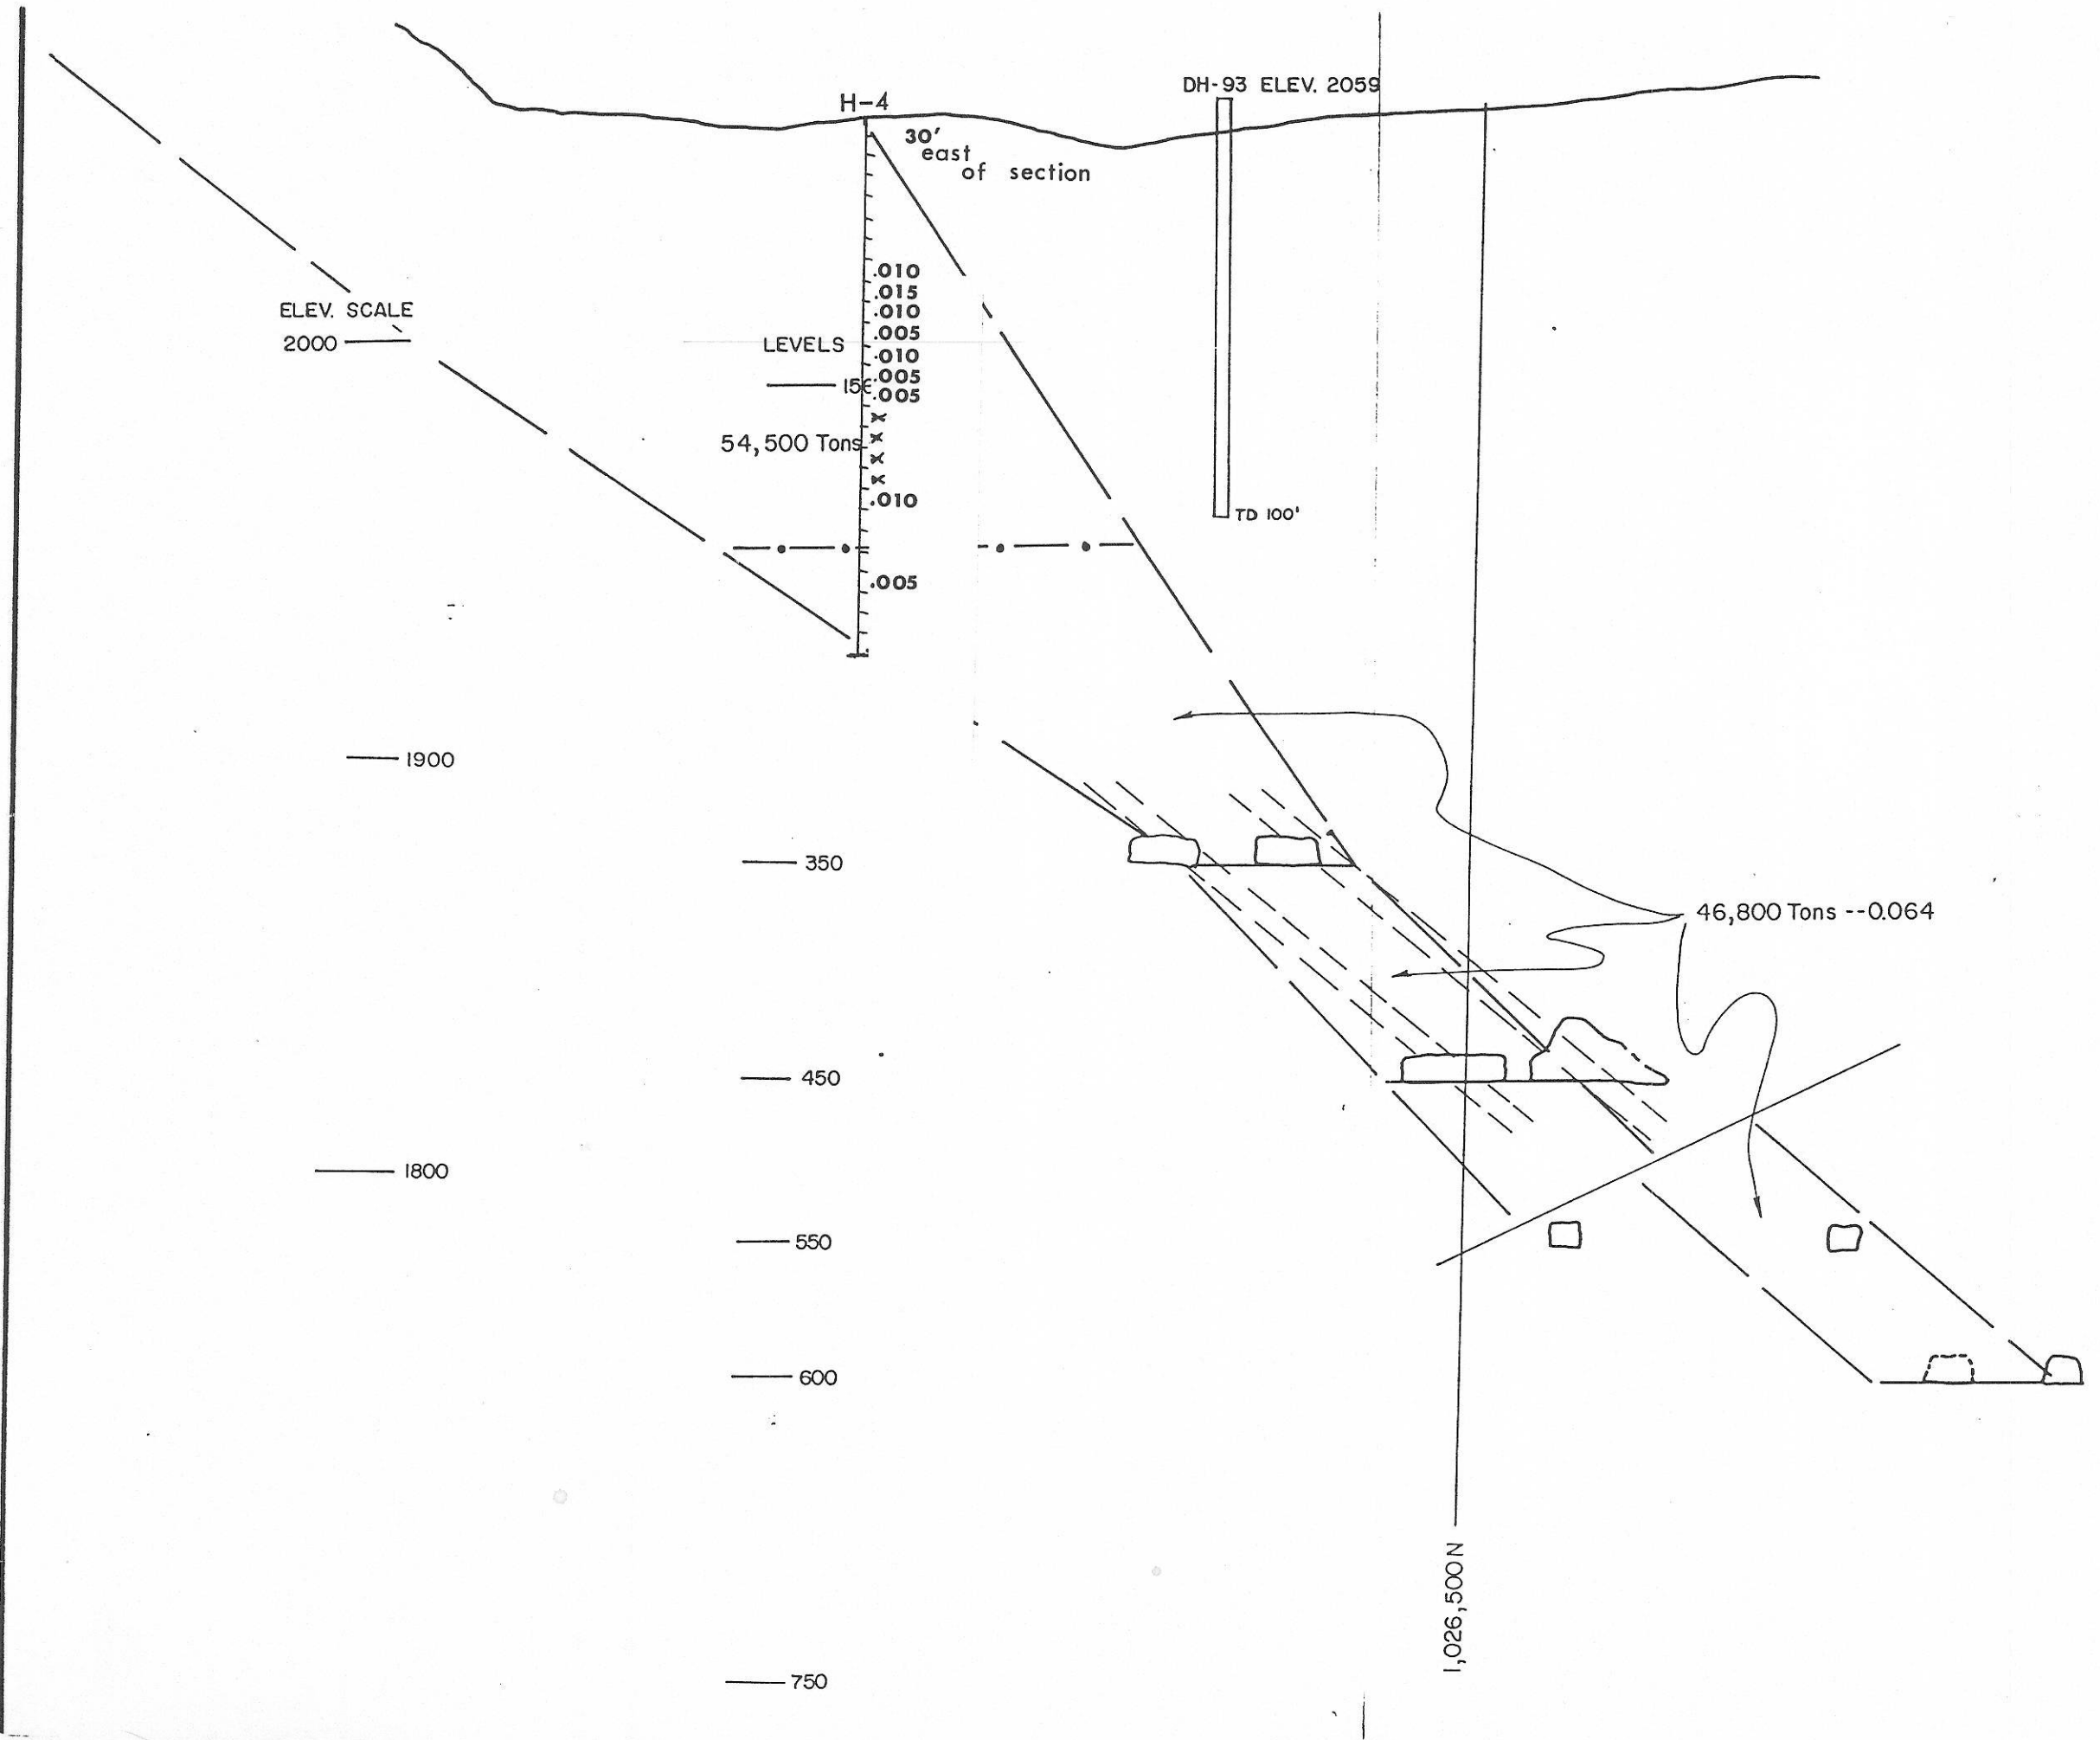 DH-93 ELEV. 2059
H-4
30'
east
of section
.010
.015
.010
.005
.010
.005
.005
x
x
x
x
.010
.005
ELEV. SCALE
2000
LEVELS
54,500 Tons
TD 100'
1900
350
46,800 Tons --0.064
450
1800
550
600
1,026,500N
750